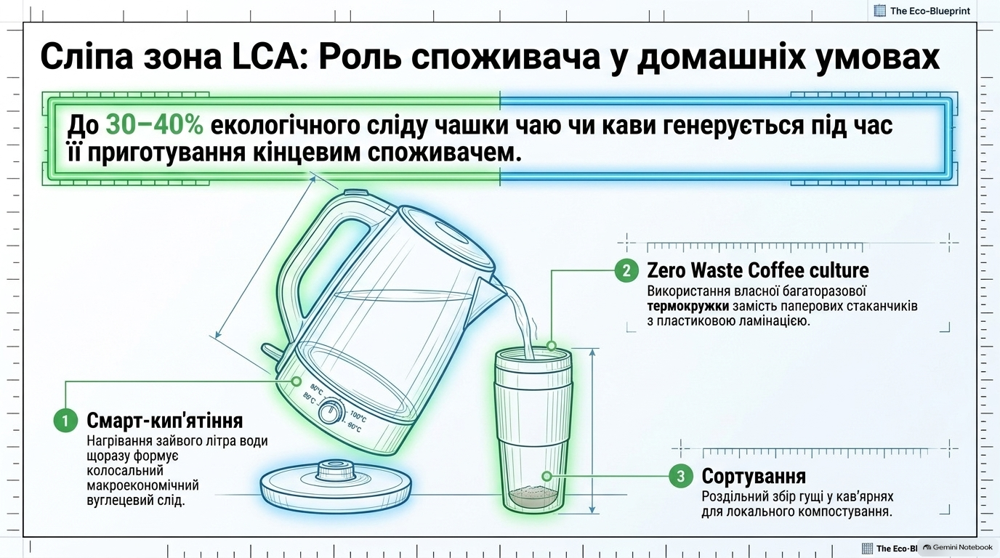 The Eco-Blueprint
Сліпа зона LCA: Роль споживача у домашніх умовах
До 30–40% екологічного сліду чашки чаю чи кави генерується під час
її приготування кінцевим споживачем.
2
Zero Waste Coffee culture
Використання власної багаторазової
термокружки замість паперових стаканчиків
з пластиковою ламінацією.
80°C
80°C
100°C
90°C
1
Смарт-кип'ятіння
Нагрівання зайвого літра води
щоразу формує
колосальний
макроекономічний
вуглецевий слід.
3
Сортування
Роздільний збір гущі у кав'ярнях
для локального компостування.
The Eco-Bl
Gemini Notebook